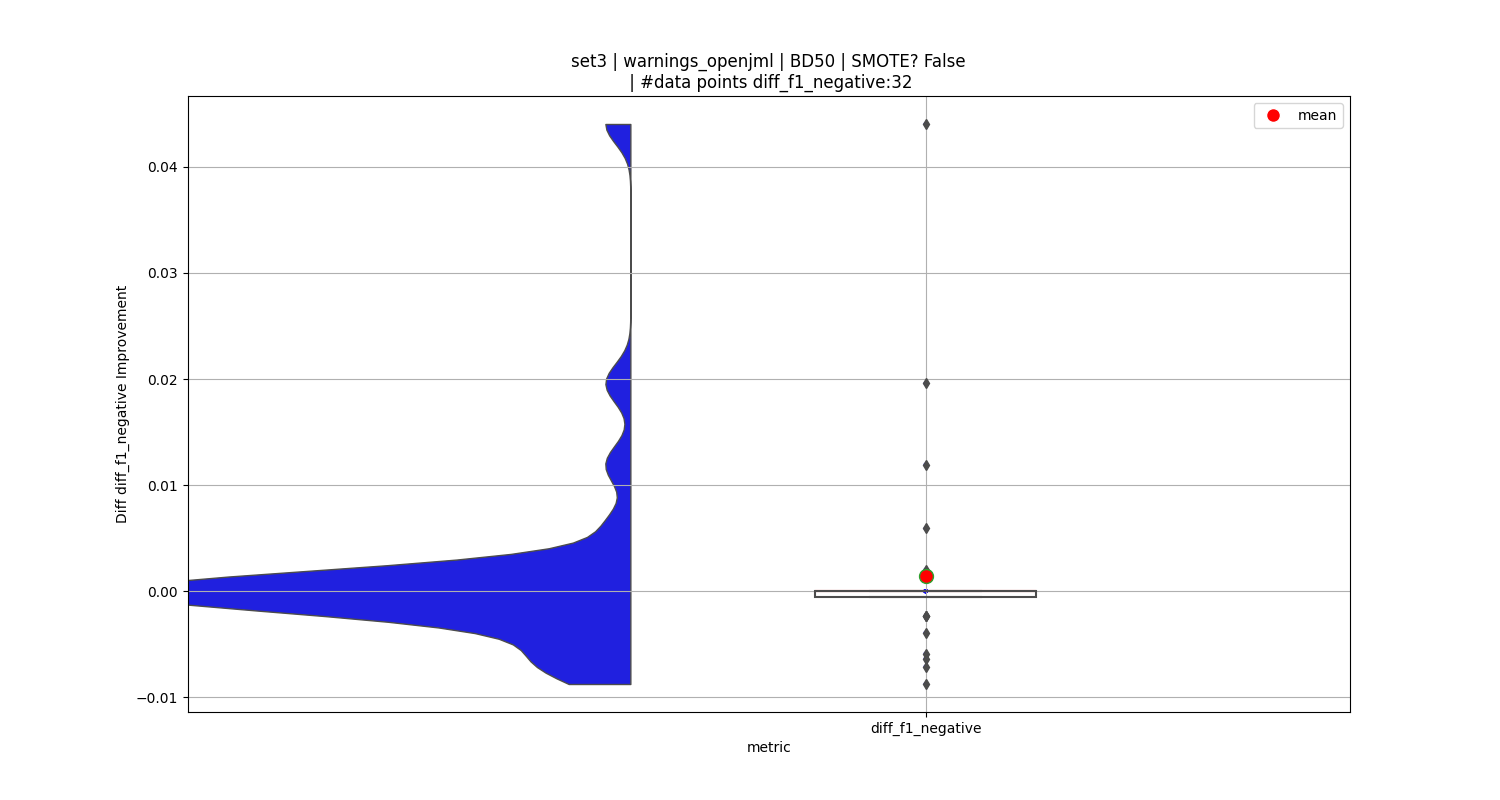 set3 | warnings_openjml | BD50 | SMOTE? False
| #data points diff_f1_negative:32
mean
Diff diff_f1_negative Improvement
0.04
0.03
0.02
0.01
0.00
−0.01
diff_f1_negative
metric